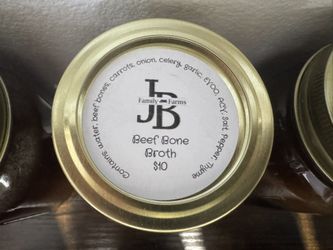 JB
Family Farms
Beef Bone
Broth
$10
Contains water, beef bones, carrots, onion, celery, garlic, EVOO, ACV, Salt, Pepper, Thyme